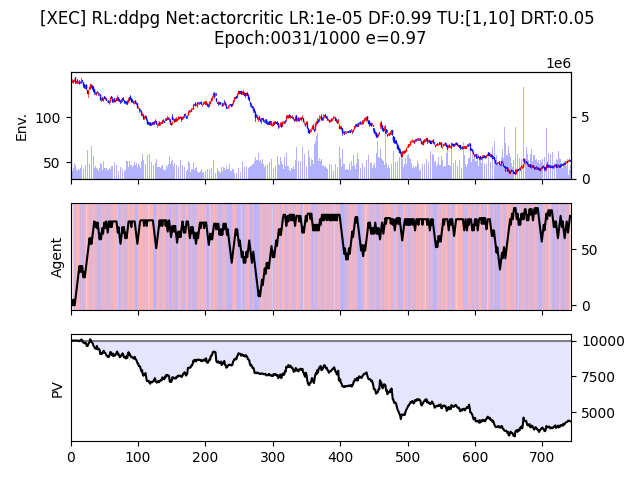 [XEC] RL:ddpg Net:actorcritic LR:1e-05 DF:0.99 TU:[1,10] DRT:0.05
Epoch:0031/1000 e=0.97
1e6
Env.
100
50
5
0
Agent
50
0
PV
10000
7500
5000
0 100 200 300 400 500 600 700